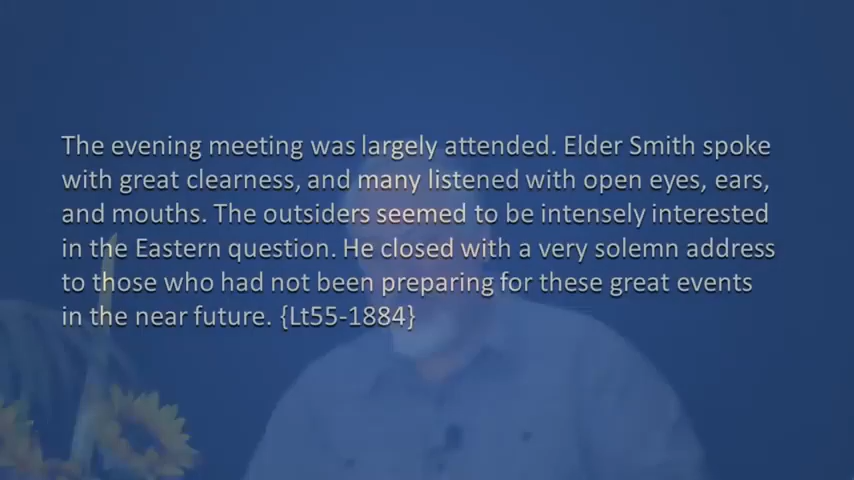 The evening meeting was largely attended. Elder Smith spoke
with great clearness, and many listened with open eyes, ears,
and mouths. The outsiders seemed to be intensely interested
in the Eastern question. He closed with a very solemn address
to those who had not been preparing for these great events
in the near future. {Lt55-1884}